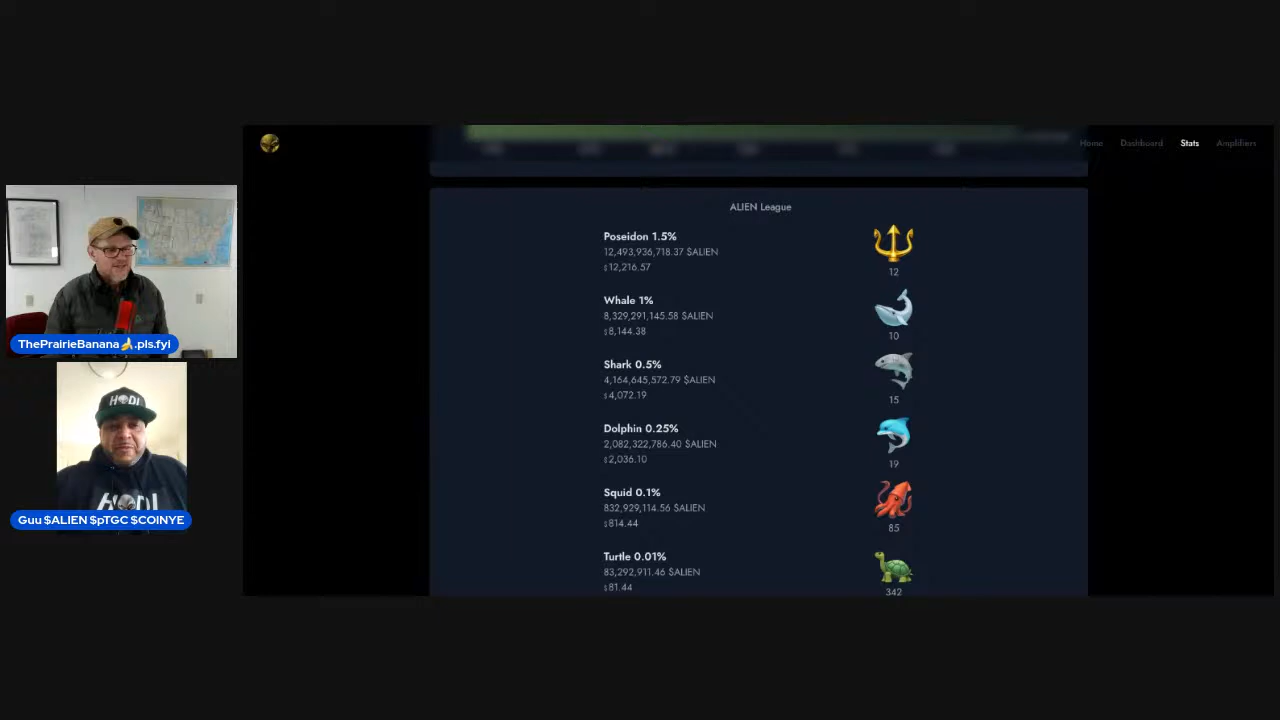 Home Dashboard Stats Amplifiers
ALIEN League
Poseidon 1.5%
12,493,936,718.37 $ALIEN
$12,216.57
12
Whale 1%
8,329,291,145.58 $ALIEN
$8,144.38
10
Shark 0.5%
4,164,645,572.79 $ALIEN
$4,072.19
15
Dolphin 0.25%
2,082,322,786.40 $ALIEN
$2,036.10
19
Squid 0.1%
832,929,114.56 $ALIEN
$814.44
85
Turtle 0.01%
83,292,911.46 $ALIEN
$81.44
342
ThePrairieBanana🍌.pls.fyi
Guu $ALIEN $pTGC $COINYE